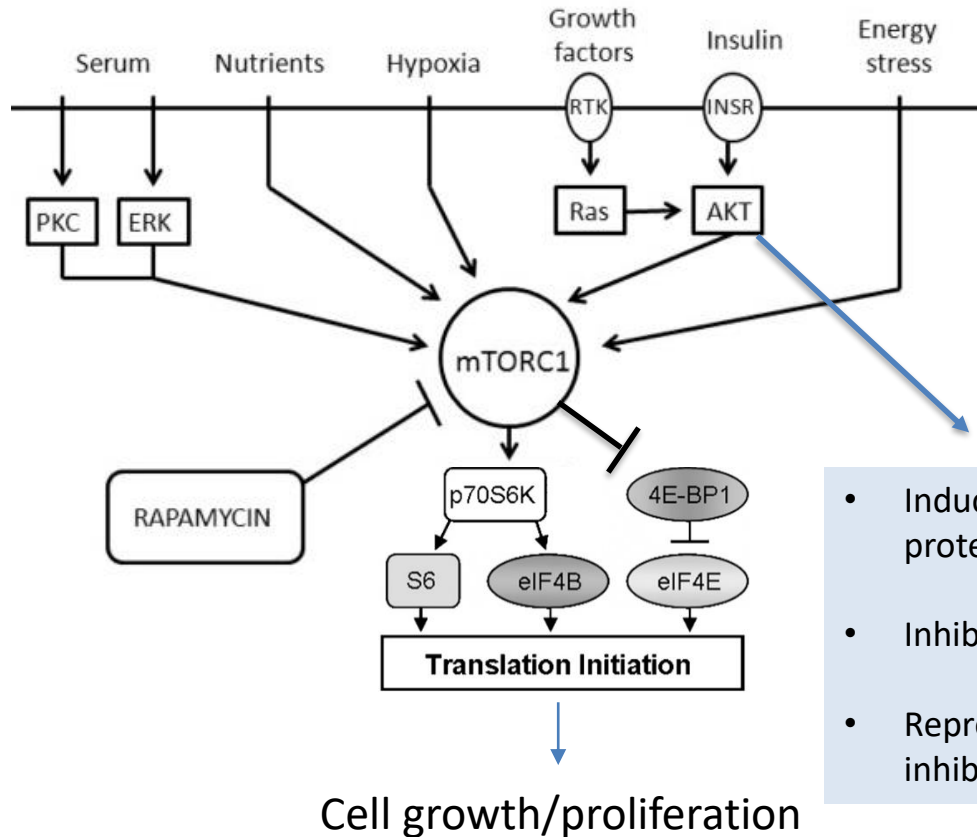 Serum
Nutrients
Hypoxia
Growth
factors
Insulin
Energy
stress
RTK
INSR
PKC
ERK
Ras
AKT
mTORC1
RAPAMYCIN
p70S6K
4E-BP1
S6
eIF4B
eIF4E
Translation Initiation
Cell growth/proliferation
•
• 
•